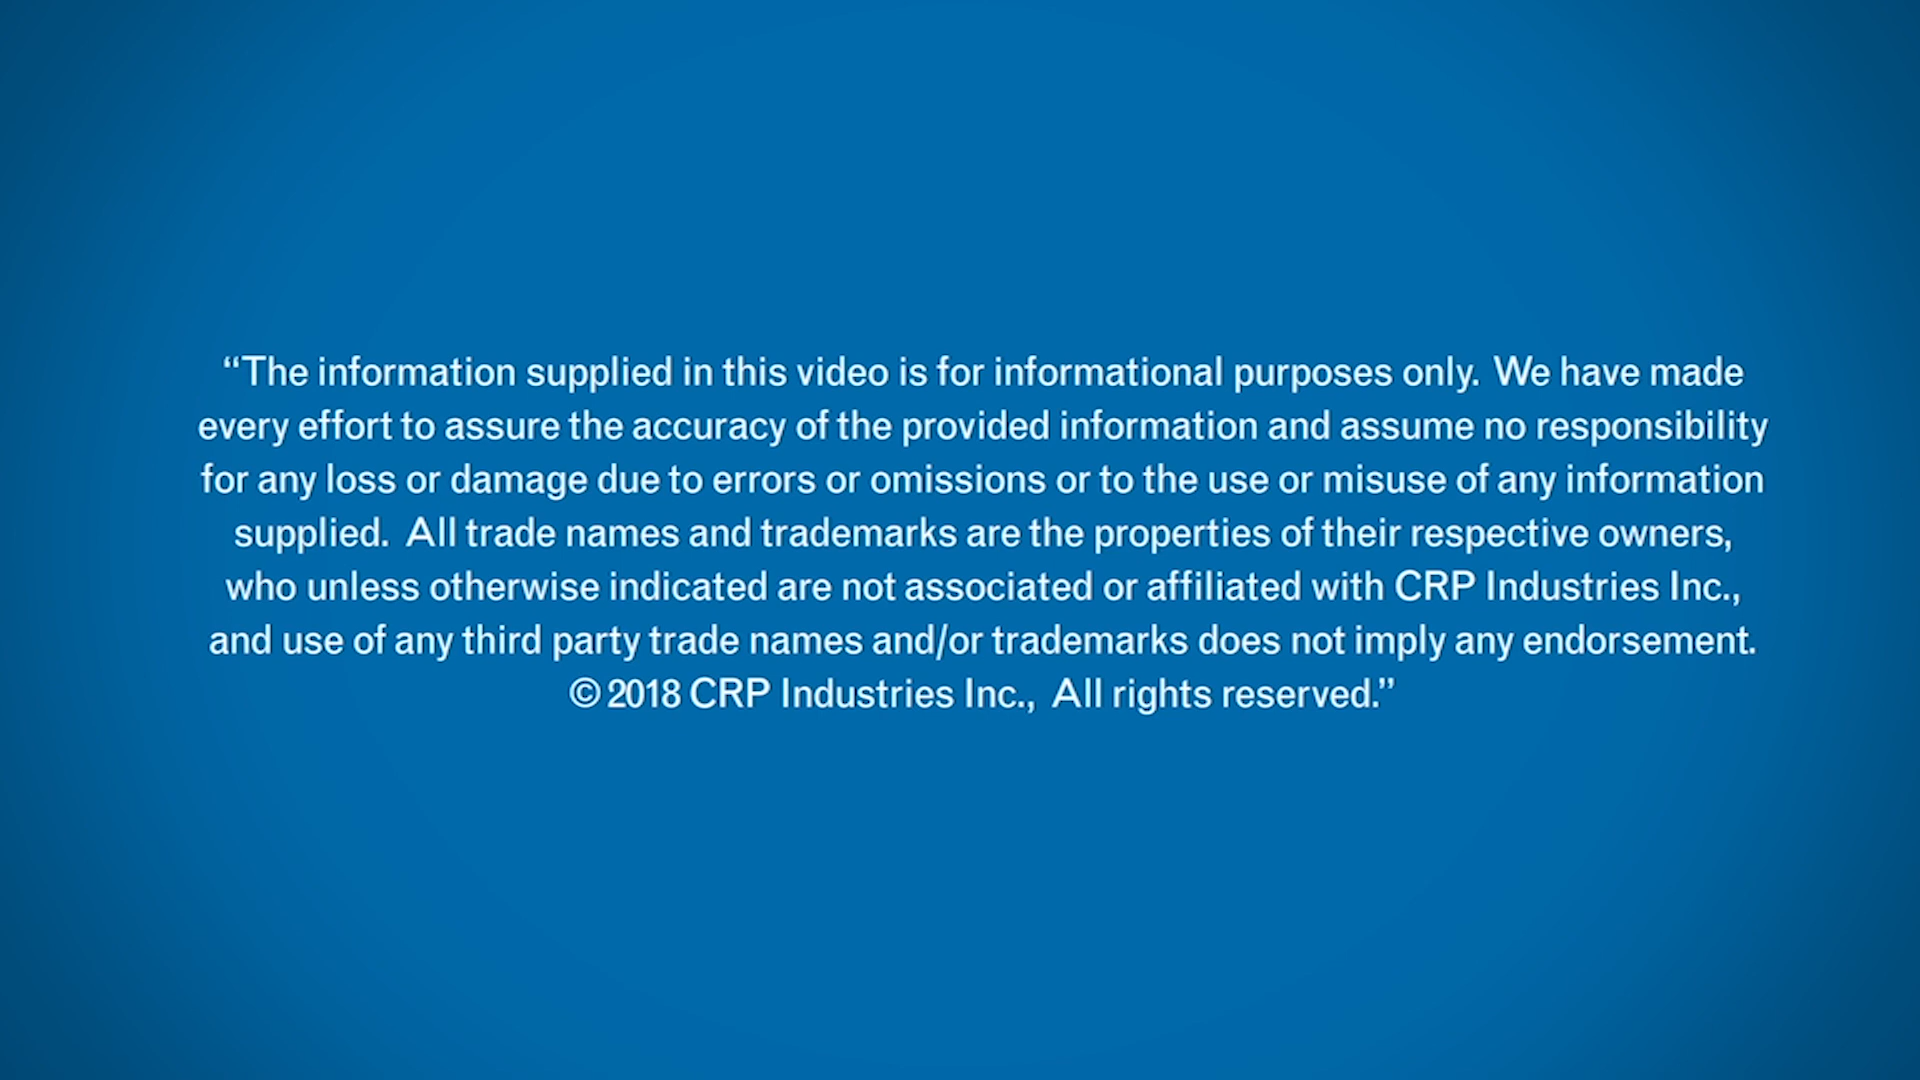 “The information supplied in this video is for informational purposes only.  We have made
every effort to assure the accuracy of the provided information and assume no responsibility
for any loss or damage due to errors or omissions or to the use or misuse of any information
supplied.  All trade names and trademarks are the properties of their respective owners,
who unless otherwise indicated are not associated or affiliated with CRP Industries Inc.,
and use of any third party trade names and/or trademarks does not imply any endorsement.
© 2018 CRP Industries Inc.,  All rights reserved.”